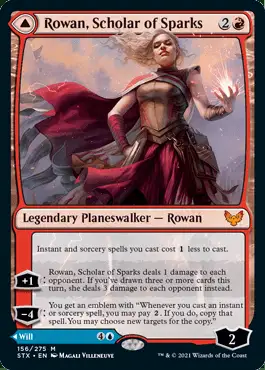 Rowan, Scholar of Sparks 2
Legendary Planeswalker — Rowan
Instant and sorcery spells you cast cost 1 less to cast.
+1 Rowan, Scholar of Sparks deals 1 damage to each
opponent. If you've drawn three or more cards this
turn, she deals 3 damage to each opponent instead.
You get an emblem with "Whenever you cast an instant
−4 or sorcery spell, you may pay 2. If you do, copy that
spell. You may choose new targets for the copy."
Will 4
2
156/275 M
STX • EN MAGALI VILLENEUVE
™ & © 2021 Wizards of the Coast